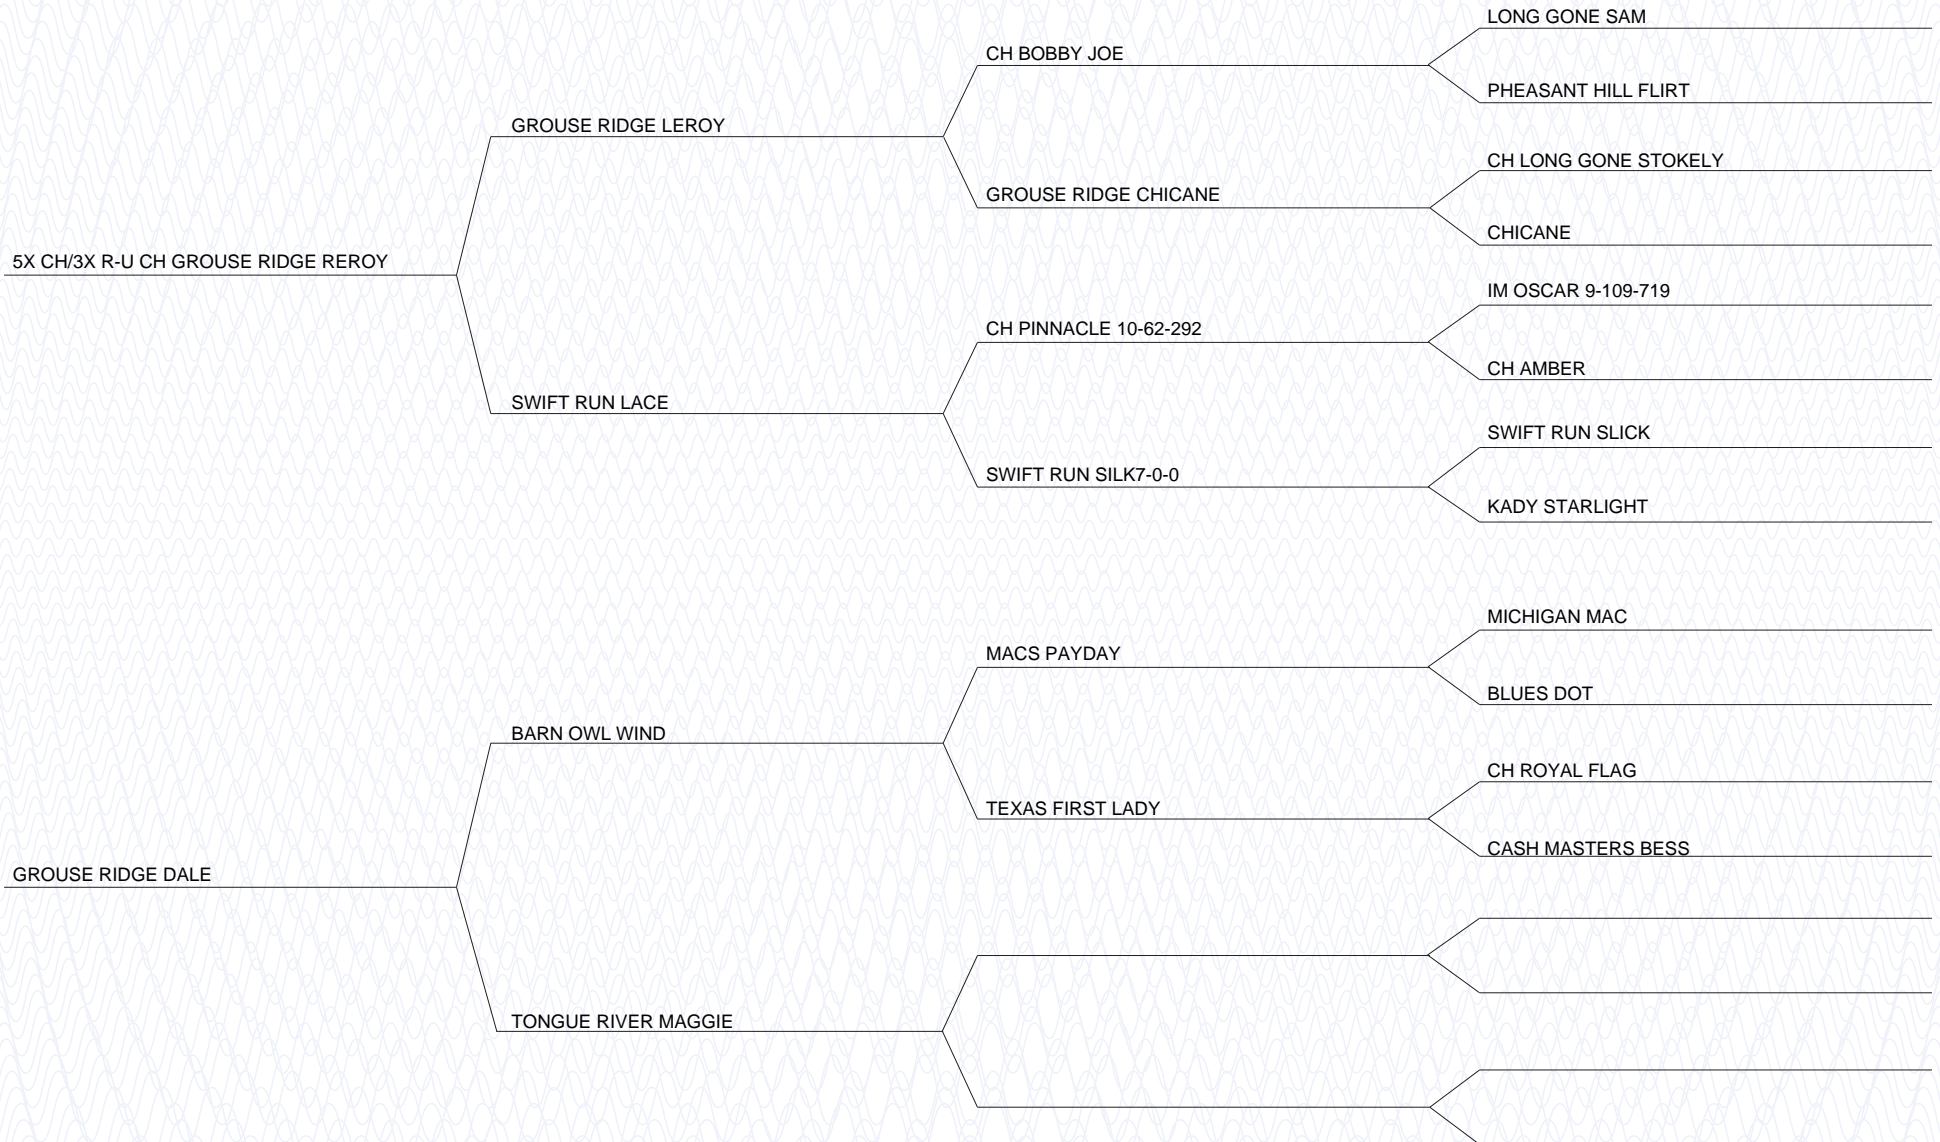 LONG GONE SAM
CH BOBBY JOE
PHEASANT HILL FLIRT
GROUSE RIDGE LEROY
CH LONG GONE STOKELY
GROUSE RIDGE CHICANE
CHICANE
5X CH/3X R-U CH GROUSE RIDGE REROY
IM OSCAR 9-109-719
CH PINNACLE 10-62-292
CH AMBER
SWIFT RUN LACE
SWIFT RUN SLICK
SWIFT RUN SILK7-0-0
KADY STARLIGHT
MICHIGAN MAC
MACS PAYDAY
BLUES DOT
BARN OWL WIND
CH ROYAL FLAG
TEXAS FIRST LADY
CASH MASTERS BESS
GROUSE RIDGE DALE
TONGUE RIVER MAGGIE